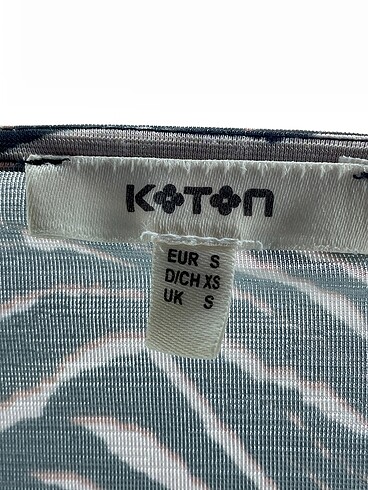 KOTON
EUR S
D/CH XS
UK S